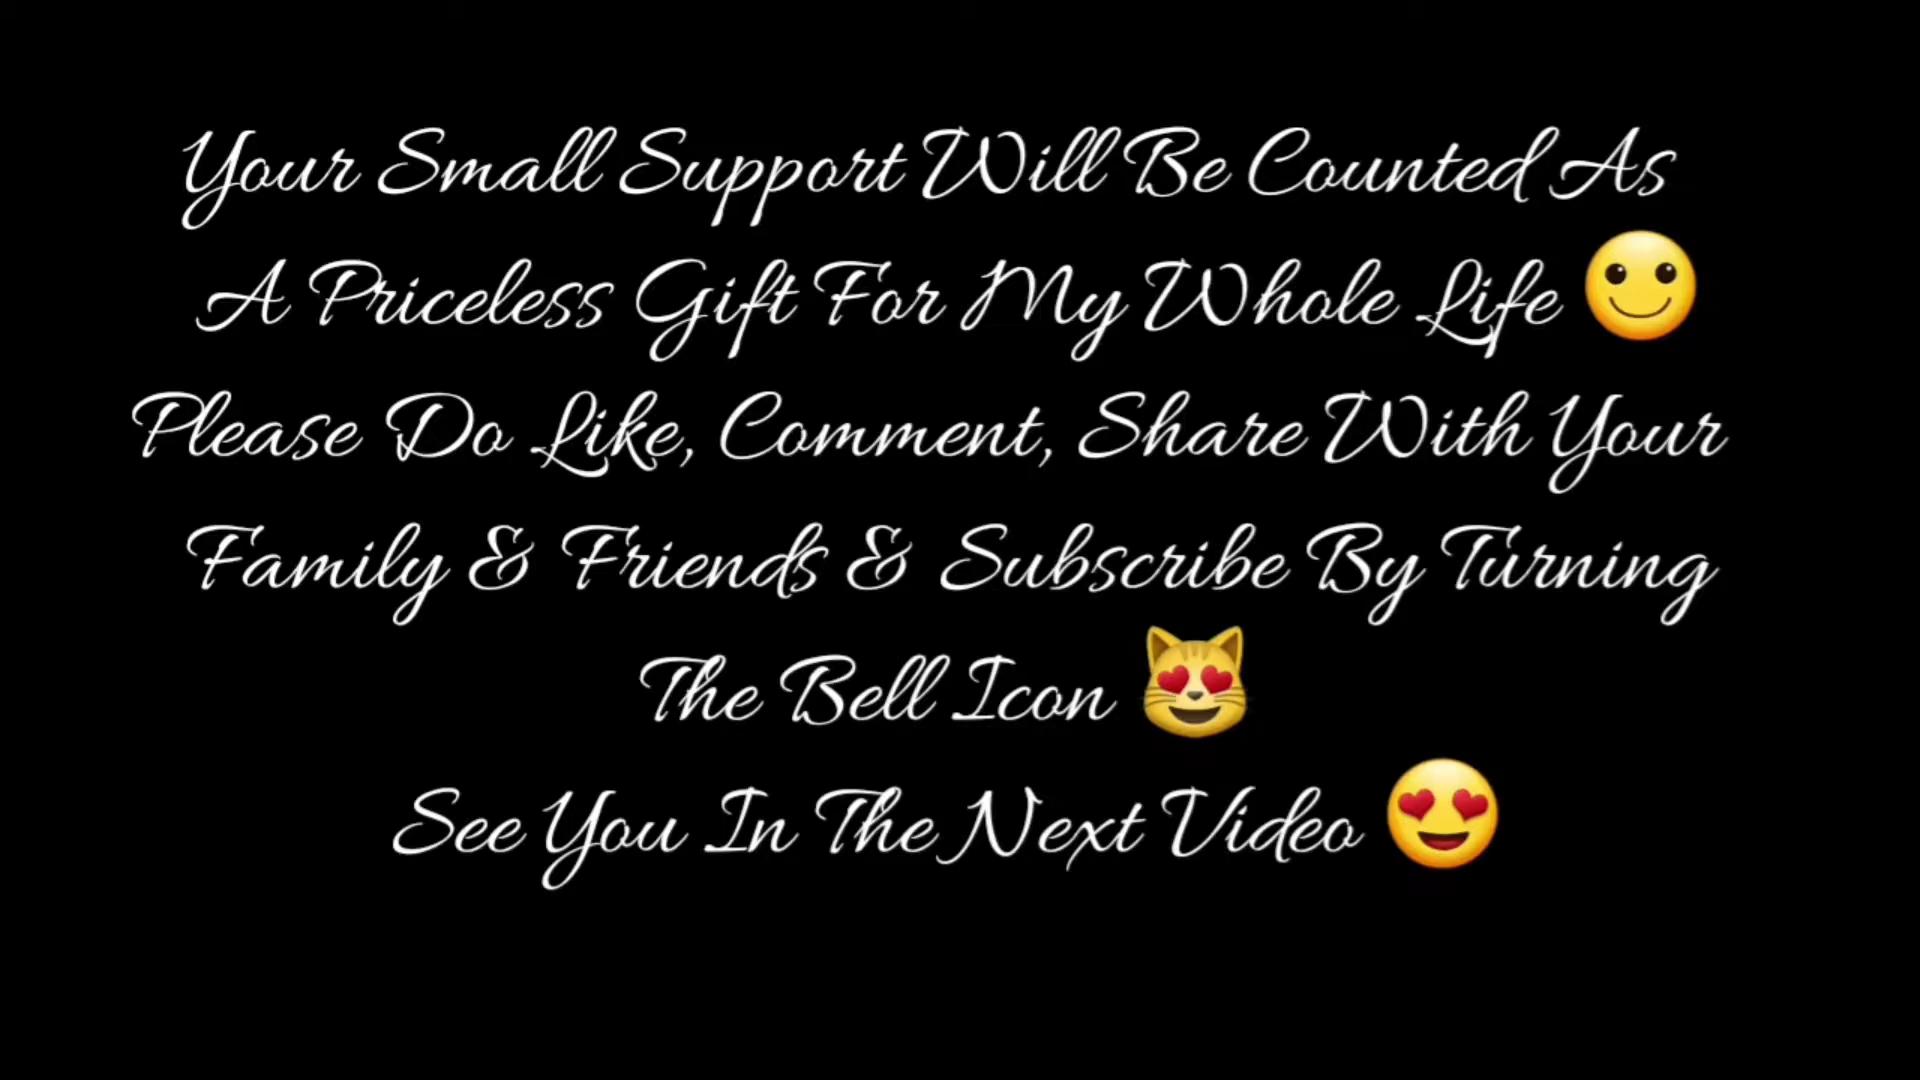 Your Small Support Will Be Counted As
A Priceless Gift For My Whole Life 🙂
Please Do Like, Comment, Share With Your
Family & Friends & Subscribe By Turning
The Bell Icon 😻
See You In The Next Video 😍